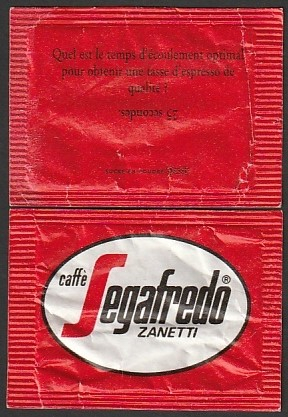 Quel est le temps d'écoulement optimal
pour obtenir une tasse d'espresso de
qualité ?
25 secondes.
caffè
Segafredo®
ZANETTI